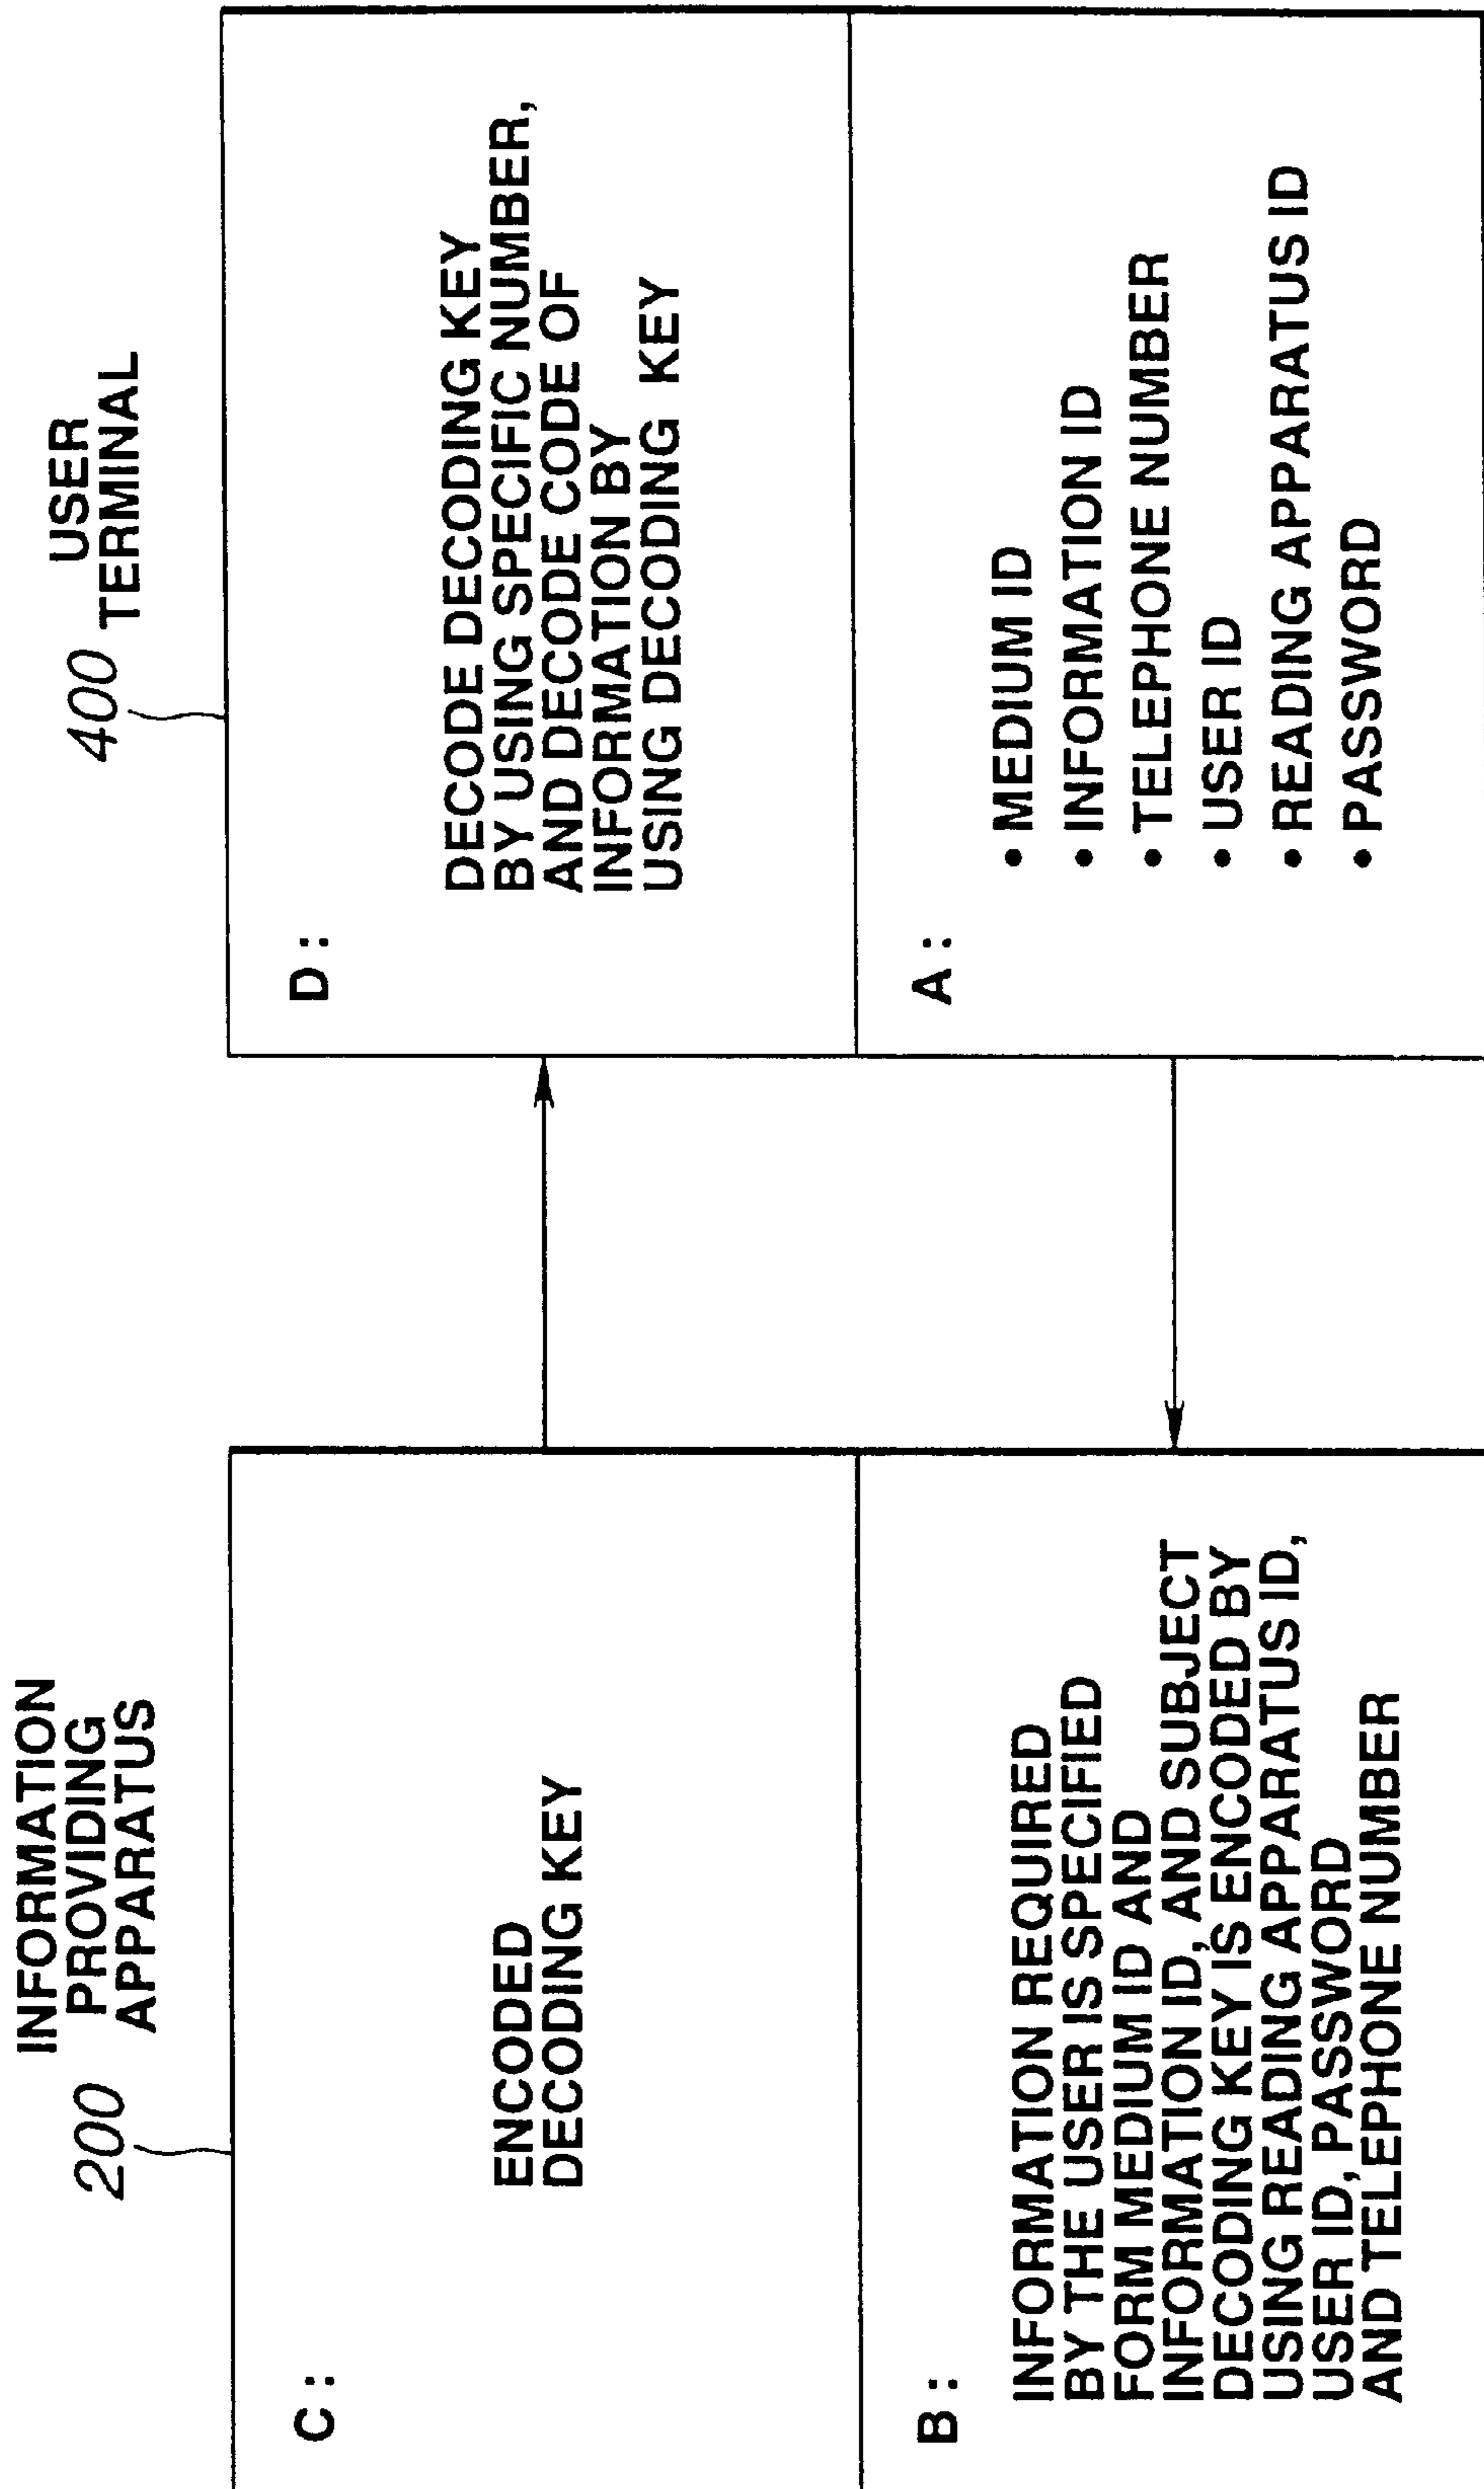 INFORMATION
PROVIDING
APPARATUS
200
C :
ENCODED
DECODING KEY
B :
INFORMATION REQUIRED
BY THE USER IS SPECIFIED
FORM MEDIUM ID AND
INFORMATION ID, AND SUBJECT
DECODING KEY IS ENCODED BY
USING READING APPARATUS ID,
USER ID, PASSWORD
AND TELEPHONE NUMBER
USER
TERMINAL
400
D :
DECODE DECODING KEY
BY USING SPECIFIC NUMBER,
AND DECODE CODE OF
INFORMATION BY
USING DECODING KEY
A :
• MEDIUM ID
• INFORMATION ID
• TELEPHONE NUMBER
• USER ID
• READING APPARATUS ID
• PASSWORD